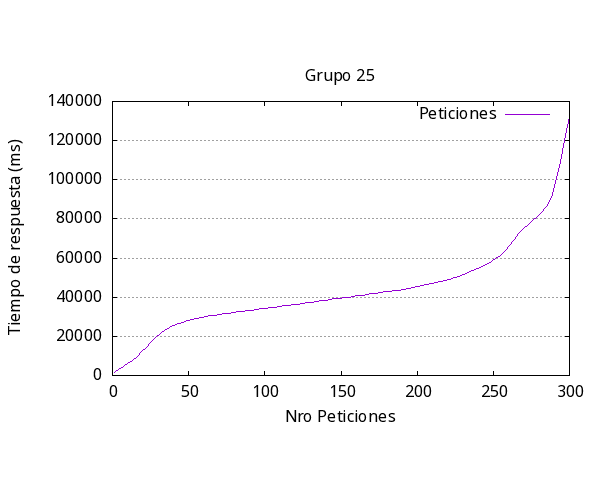 Grupo 25
Peticiones
Tiempo de respuesta (ms)
140000
120000
100000
80000
60000
40000
20000
0
0 50 100 150 200 250 300
Nro Peticiones